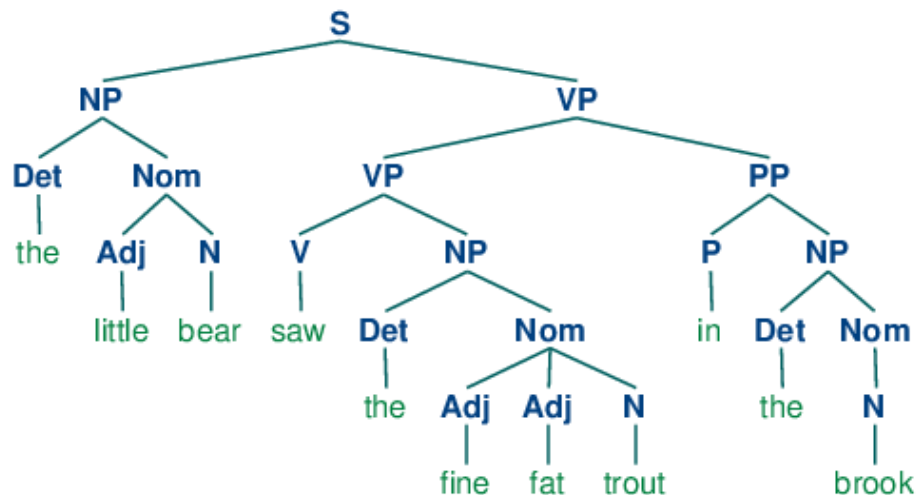 S
NP VP
Det Nom VP PP
the Adj N V NP P NP
little bear saw Det Nom in Det Nom
the Adj Adj N the N
fine fat trout brook